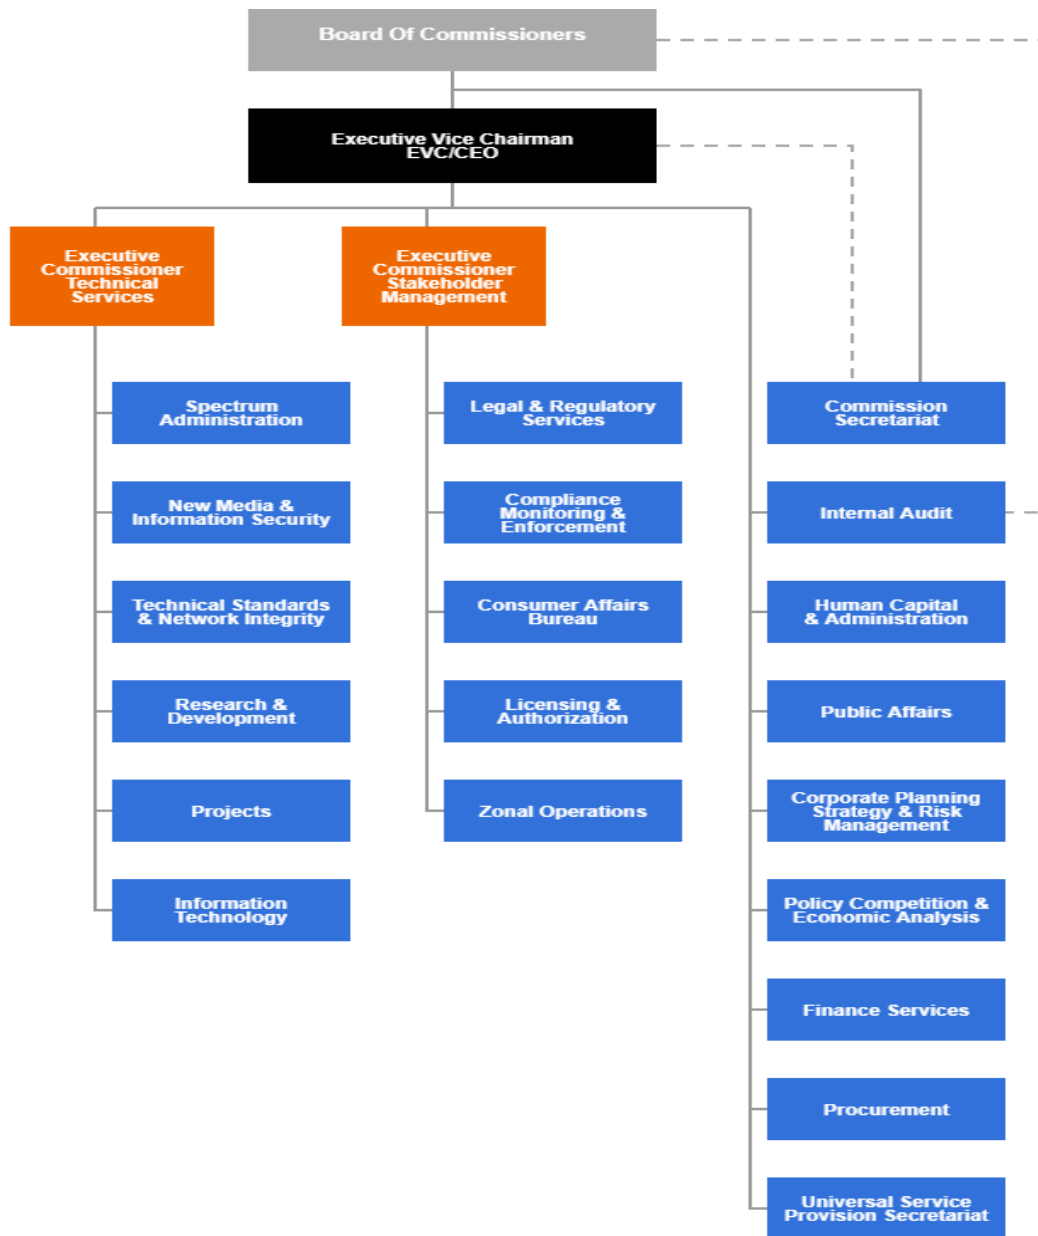 Board Of Commissioners
Executive Vice Chairman
EVC/CEO
Executive
Commissioner
Technical
Services
Executive
Commissioner
Stakeholder
Management
Spectrum
Administration
New Media &
Information Security
Technical Standards
& Network Integrity
Research &
Development
Projects
Information
Technology
Legal & Regulatory
Services
Compliance
Monitoring &
Enforcement
Consumer Affairs
Bureau
Licensing &
Authorization
Zonal Operations
Commission
Secretariat
Internal Audit
Human Capital
& Administration
Public Affairs
Corporate Planning
Strategy & Risk
Management
Policy Competition &
Economic Analysis
Finance Services
Procurement
Universal Service
Provision Secretariat